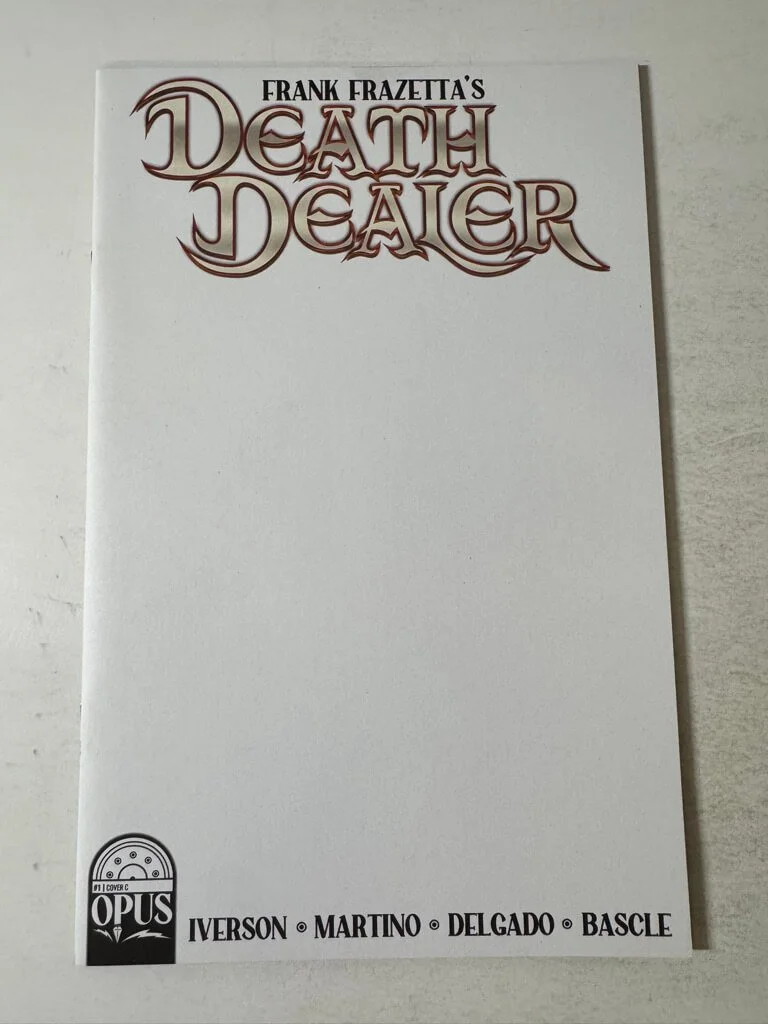 FRANK FRAZETTA'S
DEATH
DEALER
#1 | COVER C
OPUS
IVERSON • MARTINO • DELGADO • BASCLE